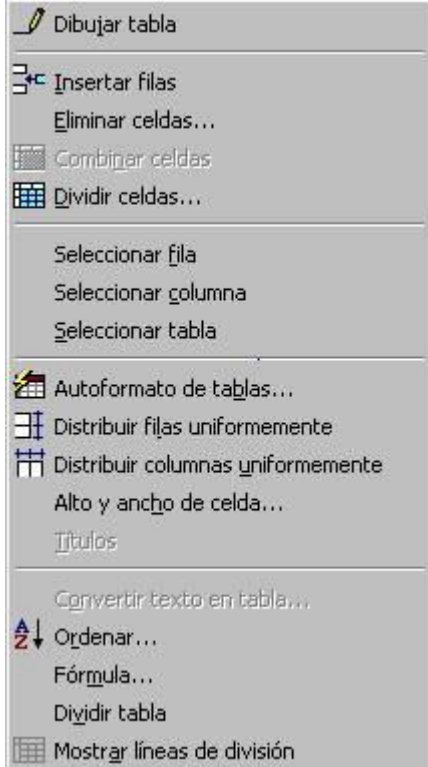 Dibujar tabla
Insertar filas
Eliminar celdas...
Combinar celdas
Dividir celdas...
Seleccionar fila
Seleccionar columna
Seleccionar tabla
Autoformato de tablas...
Distribuir filas uniformemente
Distribuir columnas uniformemente
Alto y ancho de celda...
Títulos
Convertir texto en tabla...
Ordenar...
Fórmula...
Dividir tabla
Mostrar líneas de división